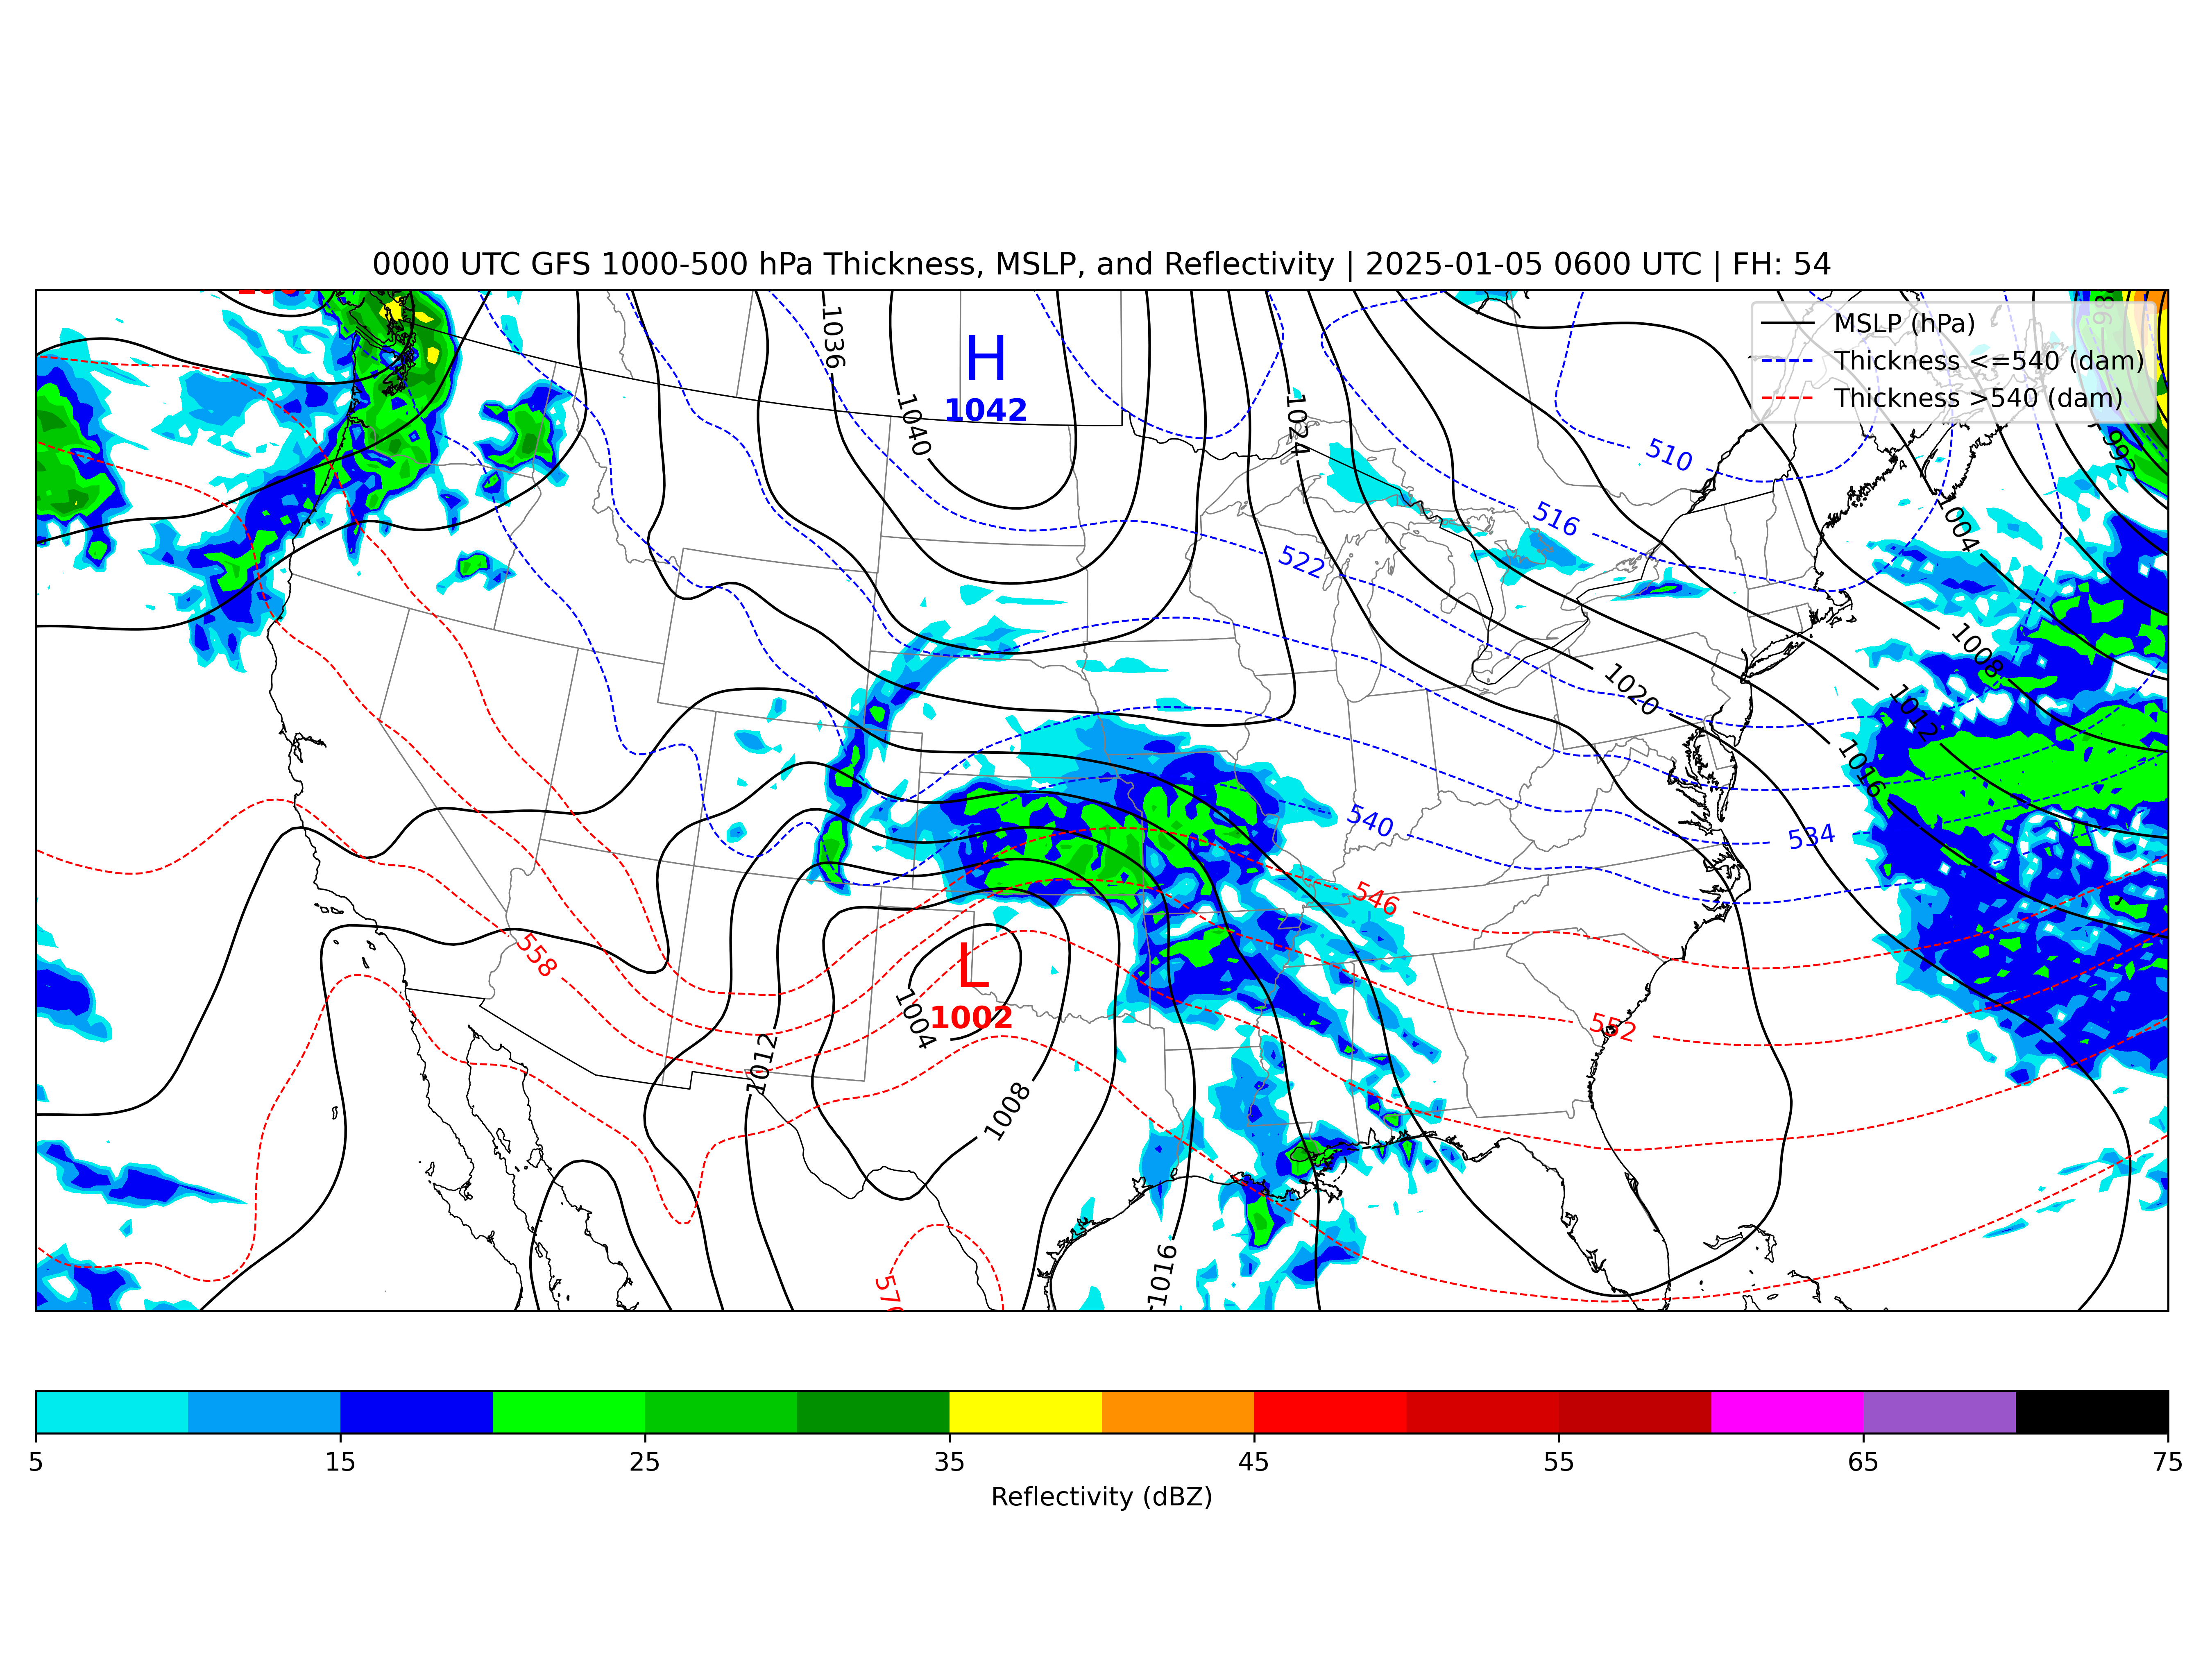 0000 UTC GFS 1000-500 hPa Thickness, MSLP, and Reflectivity | 2025-01-05 0600 UTC | FH: 54
MSLP (hPa)
Thickness <=540 (dam)
Thickness >540 (dam)
1036
H
1042
1040
1024
992
510
516
522
1004
1008
1012
1020
1016
540
534
546
558
552
L
1002
1004
1012
1008
1016
5 15 25 35 45 55 65 75
Reflectivity (dBZ)